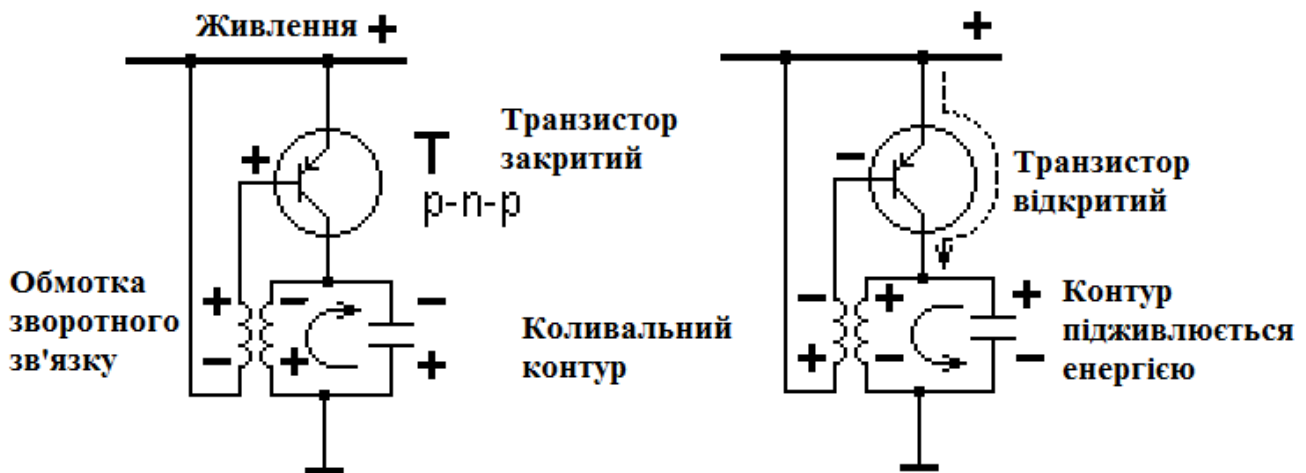 Живлення +
+
Транзистор
закритий
+
T
p-n-p
Обмотка
зворотного
зв'язку
+
−
−
+
−
+
Коливальний
контур
−
Транзистор
відкритий
−
+
+
−
+
−
Контур
підживлюється
енергією